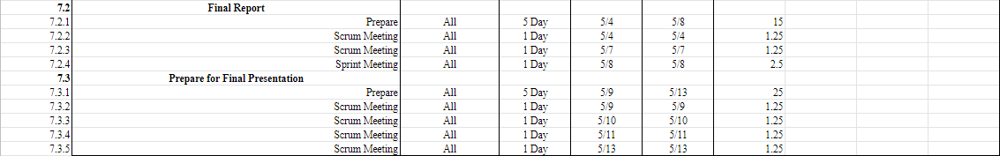 7.2 Final Report
7.2.1 Prepare All 5 Day 5/4 5/8 15
7.2.2 Scrum Meeting All 1 Day 5/4 5/4 1.25
7.2.3 Scrum Meeting All 1 Day 5/7 5/7 1.25
7.2.4 Sprint Meeting All 1 Day 5/8 5/8 2.5
7.3 Prepare for Final Presentation
7.3.1 Prepare All 5 Day 5/9 5/13 25
7.3.2 Scrum Meeting All 1 Day 5/9 5/9 1.25
7.3.3 Scrum Meeting All 1 Day 5/10 5/10 1.25
7.3.4 Scrum Meeting All 1 Day 5/11 5/11 1.25
7.3.5 Scrum Meeting All 1 Day 5/13 5/13 1.25